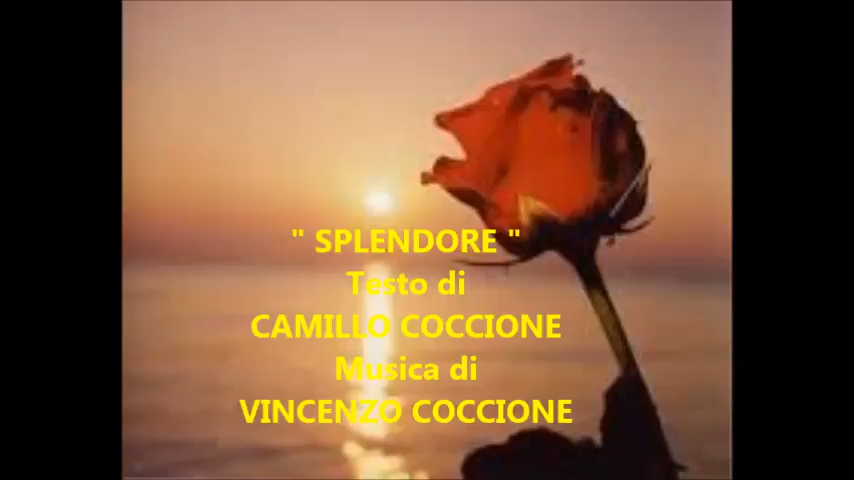 " SPLENDORE "
Testo di
CAMILLO COCCIONE
Musica di
VINCENZO COCCIONE